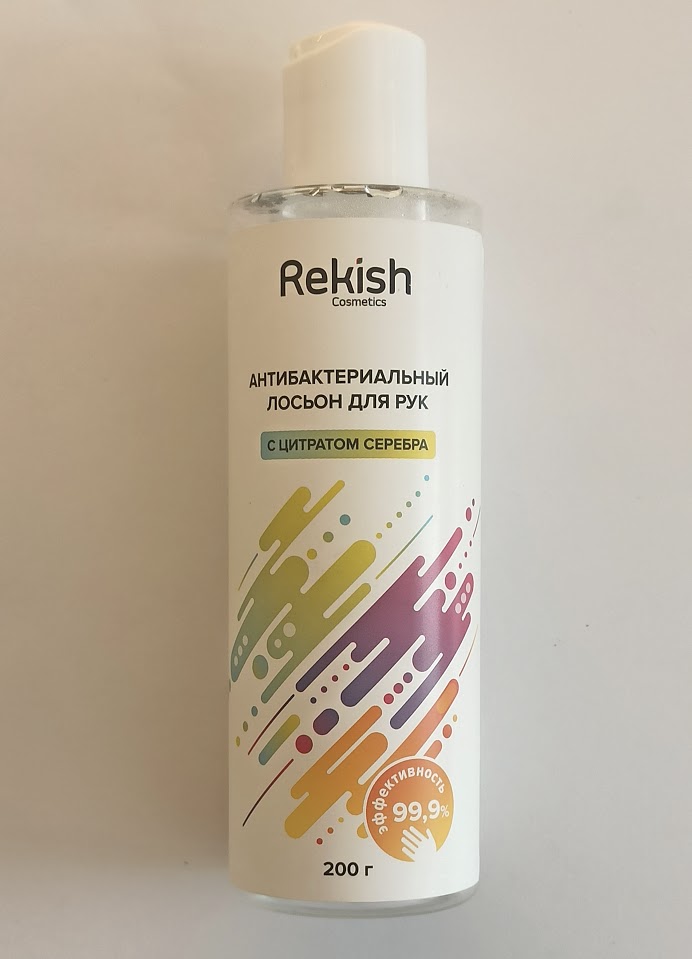 Rekish
Cosmetics
АНТИБАКТЕРИАЛЬНЫЙ
ЛОСЬОН ДЛЯ РУК
С ЦИТРАТОМ СЕРЕБРА
эффективность
99,9%
200 г